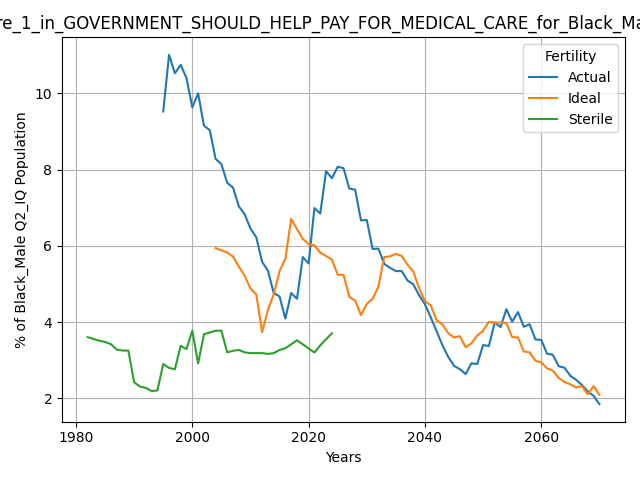 re_1_in_GOVERNMENT_SHOULD_HELP_PAY_FOR_MEDICAL_CARE_for_Black_Ma
Fertility
Actual
Ideal
Sterile
% of Black_Male Q2_IQ Population
10
8
6
4
2
1980
2000
2020
2040
2060
Years